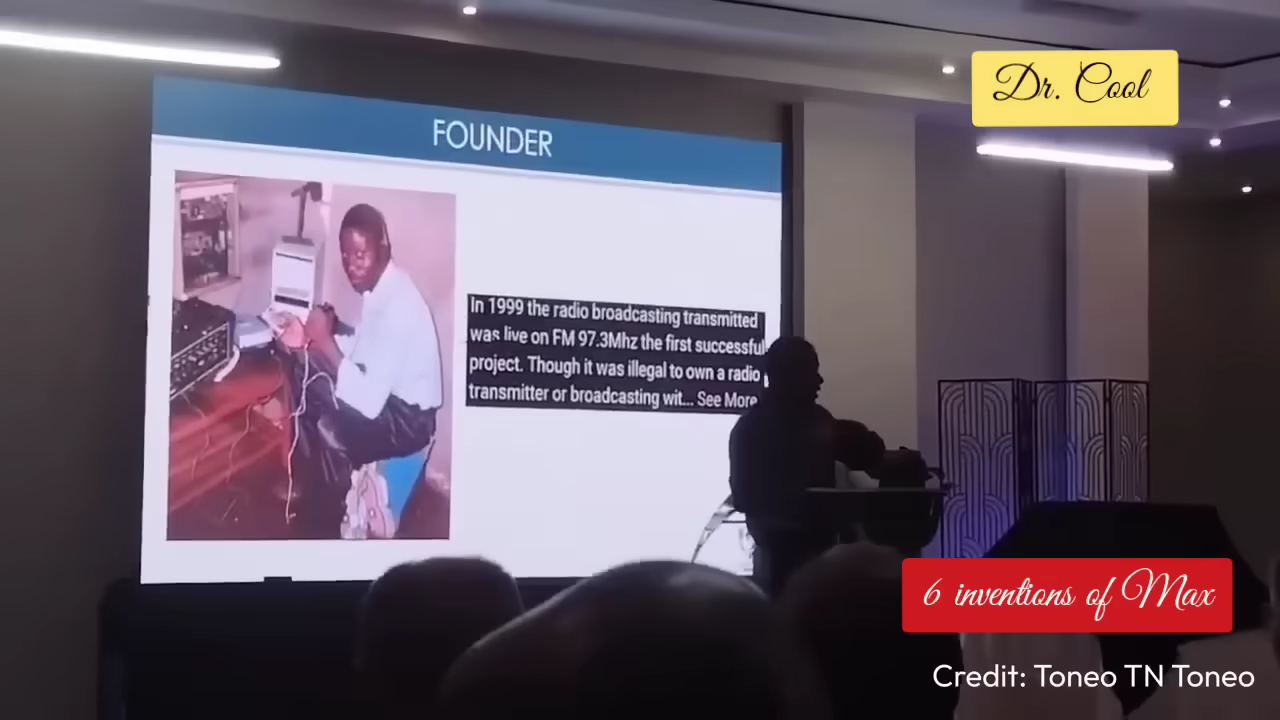 Dr. Cool
FOUNDER
In 1999 the radio broadcasting transmitted
was live on FM 97.3Mhz the first successful
project. Though it was illegal to own a radio
transmitter or broadcasting wit... See More
6 inventions of Max
Credit: Toneo TN Toneo